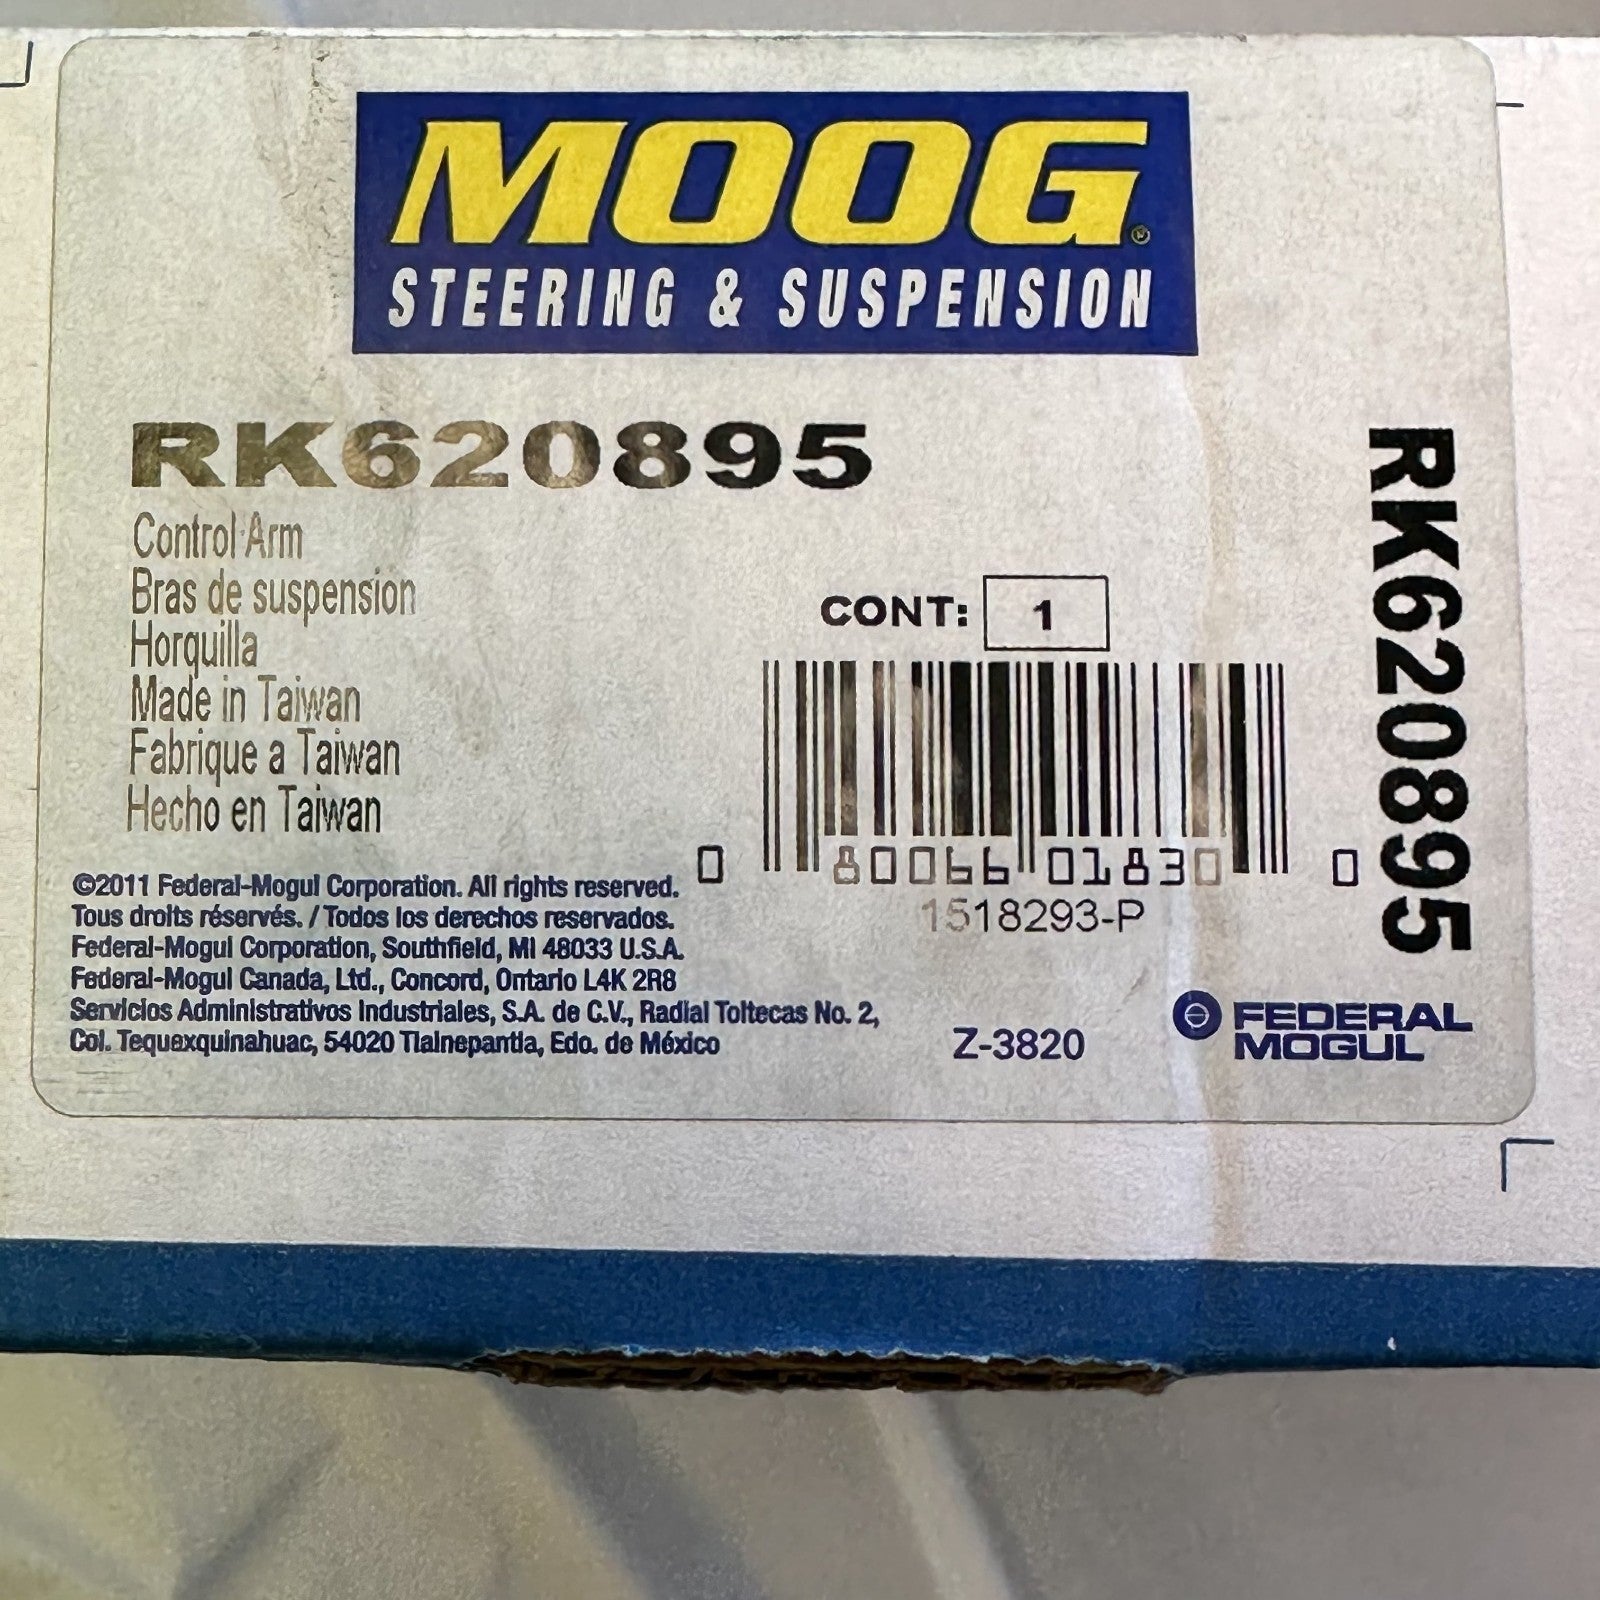 MOOG
STEERING & SUSPENSION
RK620895
Control Arm
Bras de suspension
Horquilla
Made in Taiwan
Fabrique a Taiwan
Hecho en Taiwan
CONT: 1
0 80066 01830 0
1518293-P
©2011 Federal-Mogul Corporation. All rights reserved.
Tous droits réservés. / Todos los derechos reservados.
Federal-Mogul Corporation, Southfield, MI 48033 U.S.A.
Federal-Mogul Canada, Ltd., Concord, Ontario L4K 2R8
Servicios Administrativos Industriales, S.A. de C.V., Radial Toltecas No. 2,
Col. Tequexquinahuac, 54020 Tlalnepantla, Edo. de México
Z-3820
FEDERAL
MOGUL
RK620895